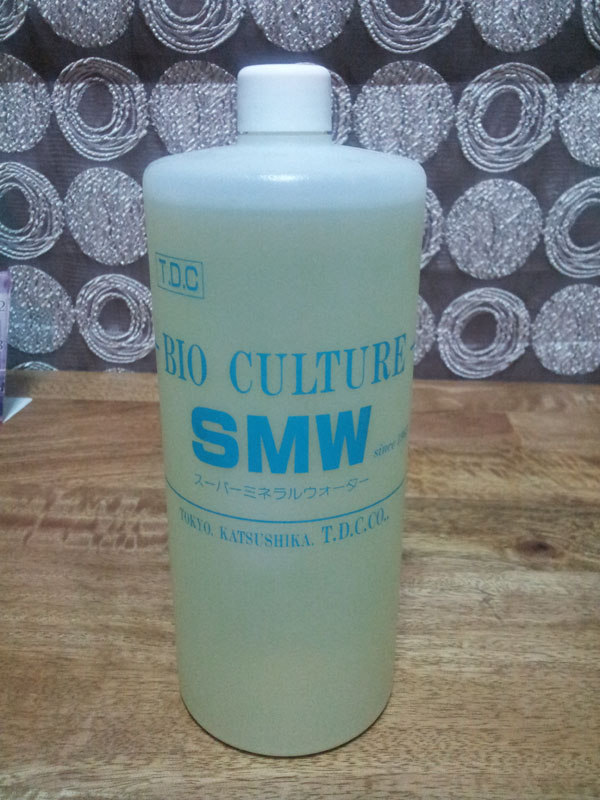 T.D.C
-BIO CULTURE-
SMW
since
スーパーミネラルウォーター
TOKYO. KATSUSHIKA. T.D.C.CO.,